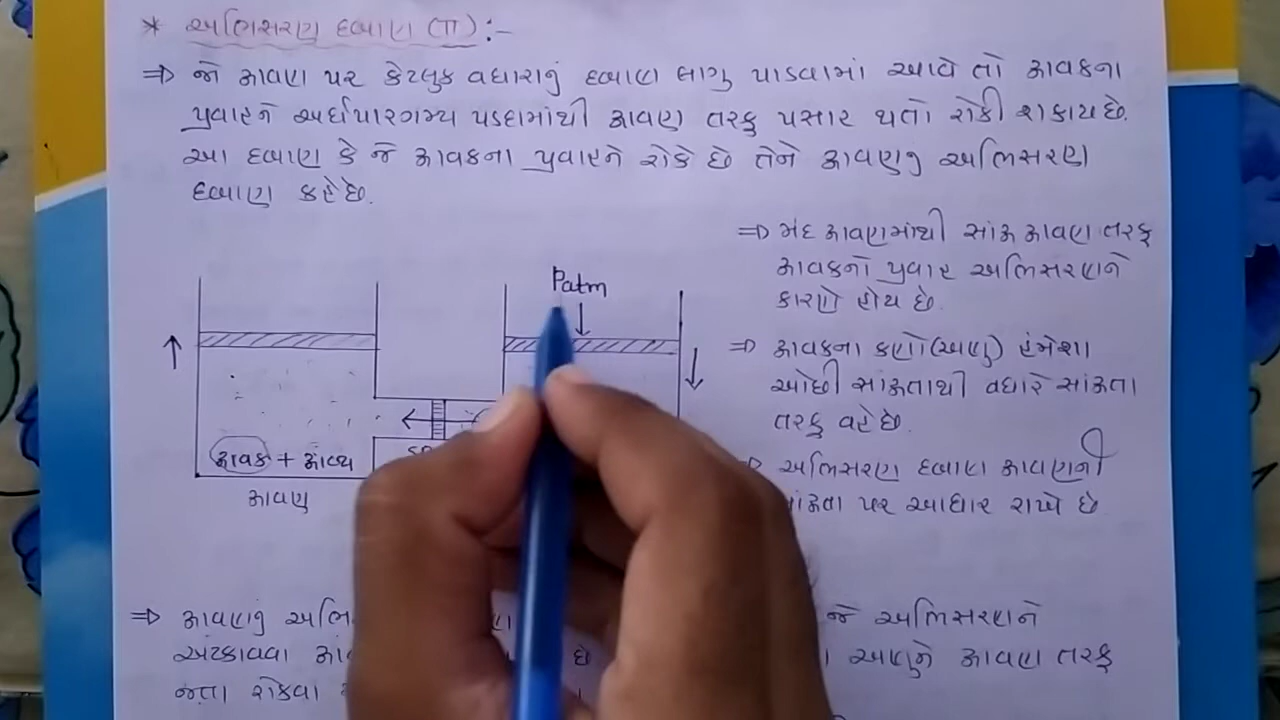 * અભિસરણ દબાણ (π) :-
⇒ જો દ્રાવણ પર કેટલુક વધારાનું દબાણ લાગુ પાડવામાં આવે તો દ્રાવકના
પ્રવાહને અર્ધપારગમ્ય પડદામાંથી દ્રાવણ તરફ પસાર થતો રોકી શકાય છે.
આ દબાણ કે જે દ્રાવકના પ્રવાહને રોકે છે તેને દ્રાવણનું અભિસરણ
દબાણ કહે છે.
⇒ મંદ દ્રાવણમાંથી સાંદ્ર દ્રાવણ તરફ
દ્રાવકનો પ્રવાહ અભિસરણને
કારણે હોય છે.
Patm
⇒ દ્રાવકના કણો(અણુ) હંમેશા
ઓછી સાંદ્રતાથી વધારે સાંદ્રતા
તરફ વહે છે.
દ્રાવક + દ્રાવ્ય
દ્રાવણ
અભિસરણ દબાણ દ્રાવણની
પર આધાર રાખે છે
⇒ દ્રાવણનું જે અભિસરણને
અટકાવવા છે અણુને દ્રાવણ તરફ
જતા રોકવા